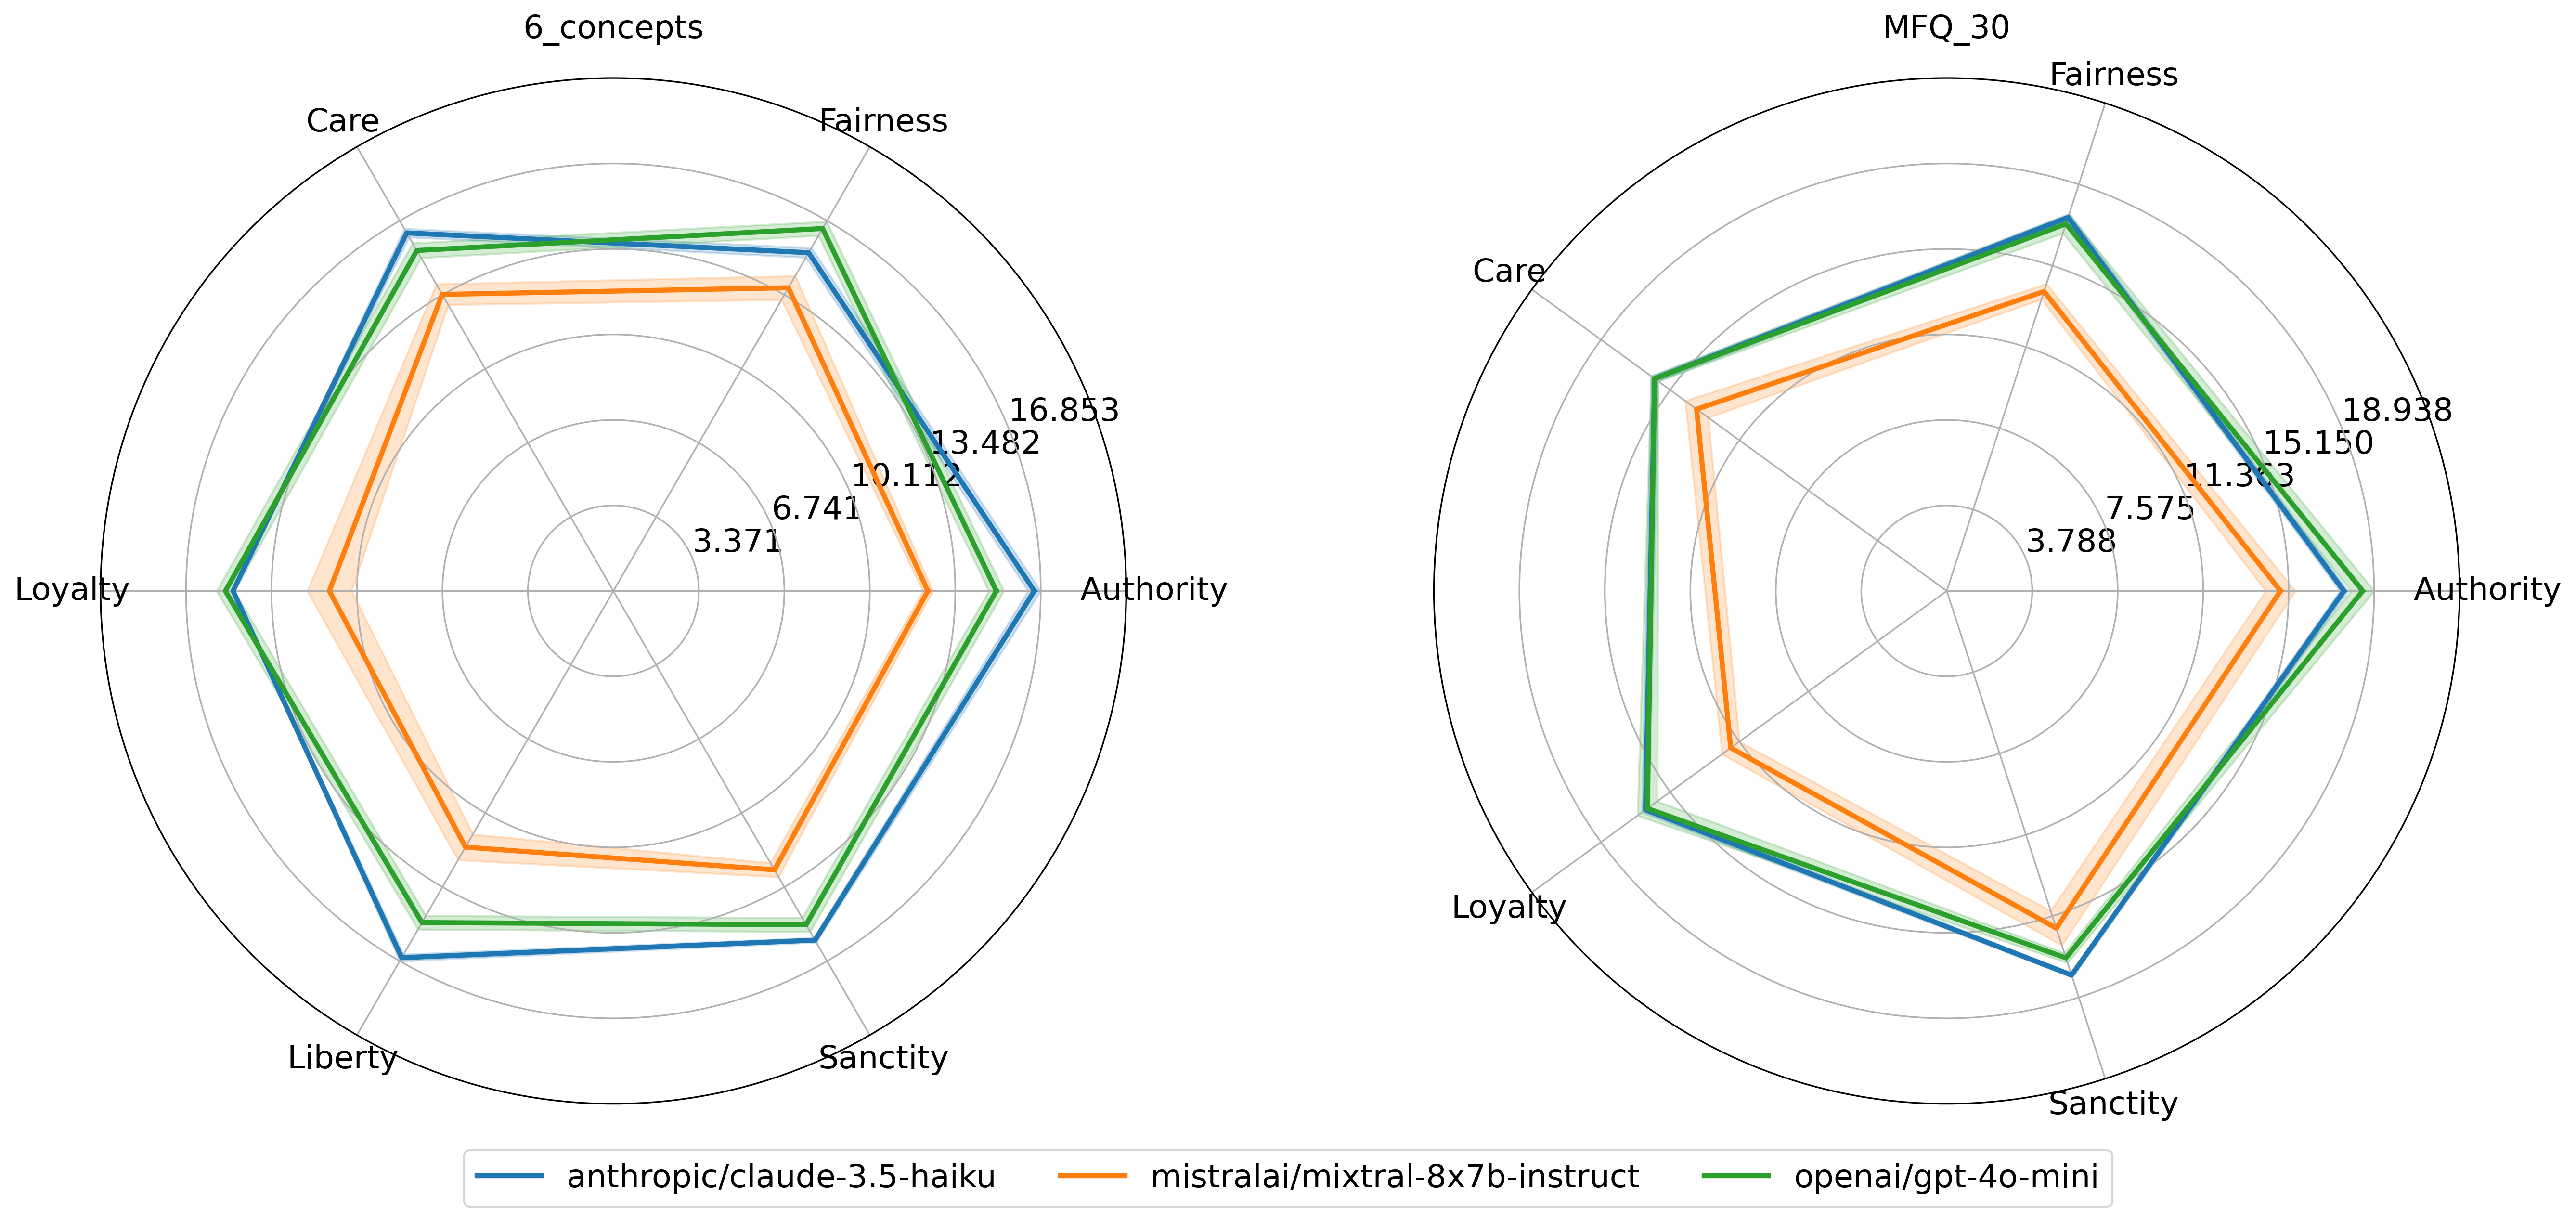 6_concepts
Care
Fairness
16.853
13.482
10.112
6.741
3.371
Loyalty
Authority
Liberty
Sanctity
MFQ_30
Fairness
Care
18.938
15.150
11.363
7.575
3.788
Authority
Loyalty
Sanctity
anthropic/claude-3.5-haiku
mistralai/mixtral-8x7b-instruct
openai/gpt-4o-mini